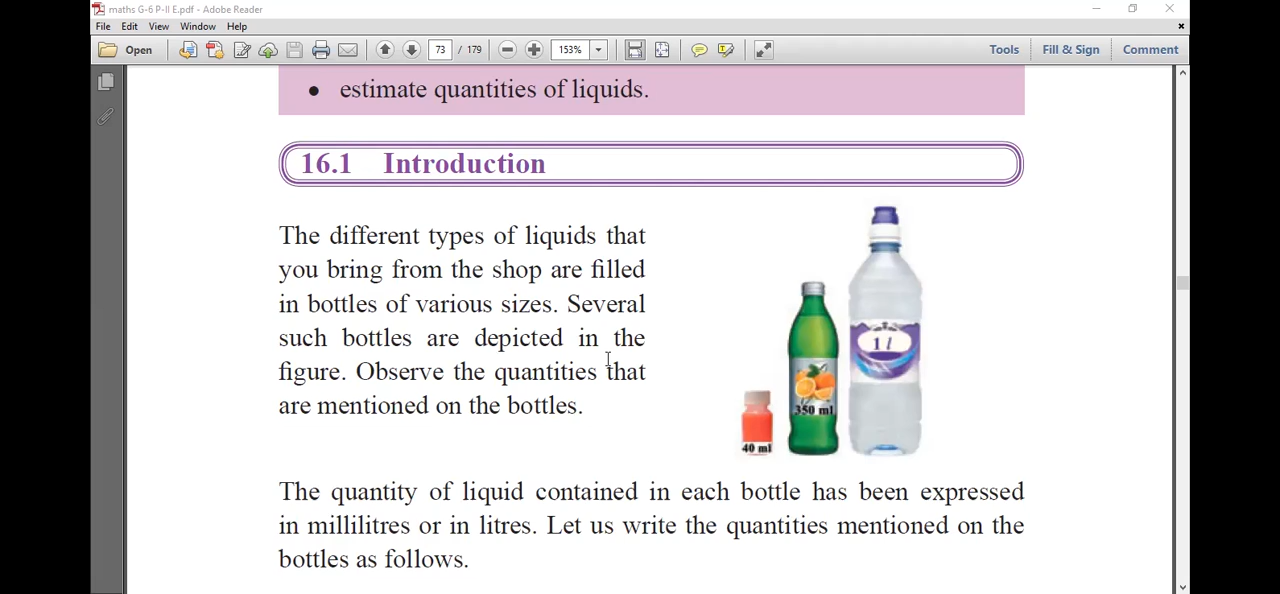 maths G-6 P-II E.pdf - Adobe Reader
File Edit View Window Help
Open 73 / 179 153% Tools Fill & Sign Comment
• estimate quantities of liquids.
16.1 Introduction
The different types of liquids that
you bring from the shop are filled
in bottles of various sizes. Several
such bottles are depicted in the
figure. Observe the quantities that
are mentioned on the bottles.
40 ml
350 ml
1 l
The quantity of liquid contained in each bottle has been expressed
in millilitres or in litres. Let us write the quantities mentioned on the
bottles as follows.